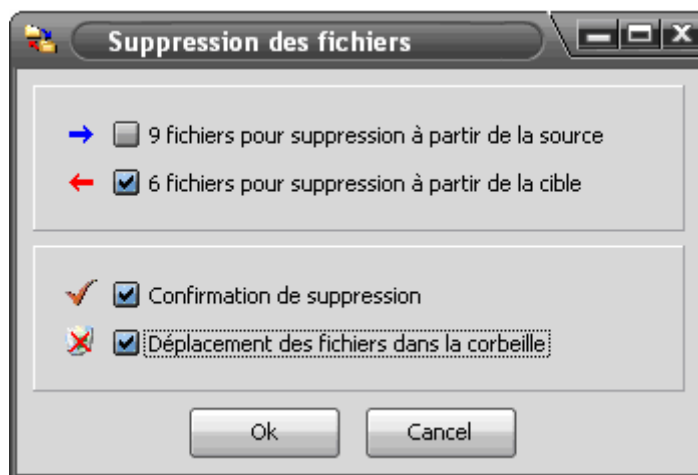 Suppression des fichiers
9 fichiers pour suppression à partir de la source
6 fichiers pour suppression à partir de la cible
Confirmation de suppression
Déplacement des fichiers dans la corbeille
Ok
Cancel